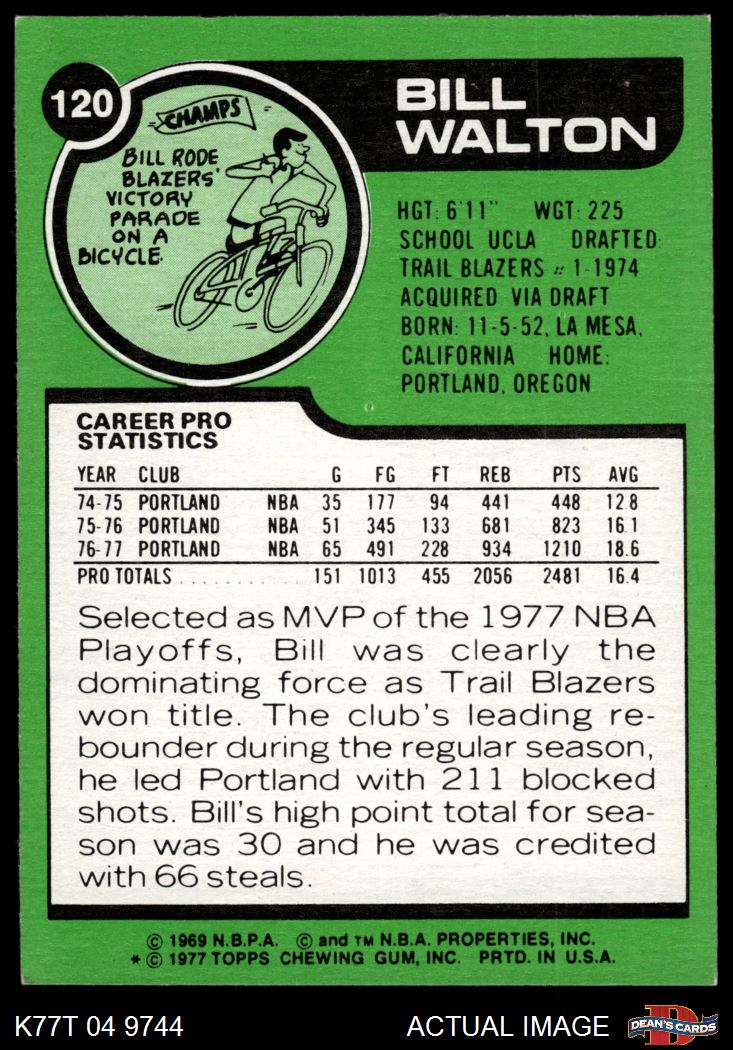 120
CHAMPS
BILL RODE
BLAZERS'
VICTORY
PARADE
ON A
BICYCLE.
BILL
WALTON
HGT: 6'11" WGT: 225
SCHOOL UCLA DRAFTED:
TRAIL BLAZERS #1-1974
ACQUIRED VIA DRAFT
BORN: 11-5-52, LA MESA,
CALIFORNIA HOME:
PORTLAND, OREGON
CAREER PRO
STATISTICS
YEAR CLUB G FG FT REB PTS AVG
74-75 PORTLAND NBA 35 177 94 441 448 12.8
75-76 PORTLAND NBA 51 345 133 681 823 16.1
76-77 PORTLAND NBA 65 491 228 934 1210 18.6
PRO TOTALS . . . . . . . . . . . . 151 1013 455 2056 2481 16.4
Selected as MVP of the 1977 NBA
Playoffs, Bill was clearly the
dominating force as Trail Blazers
won title. The club's leading re-
bounder during the regular season,
he led Portland with 211 blocked
shots. Bill's high point total for sea-
son was 30 and he was credited
with 66 steals.
© 1969 N.B.P.A. © and TM N.B.A. PROPERTIES, INC.
* © 1977 TOPPS CHEWING GUM, INC. PRTD. IN U.S.A.
K77T 04 9744 ACTUAL IMAGE D DEAN'S CARDS